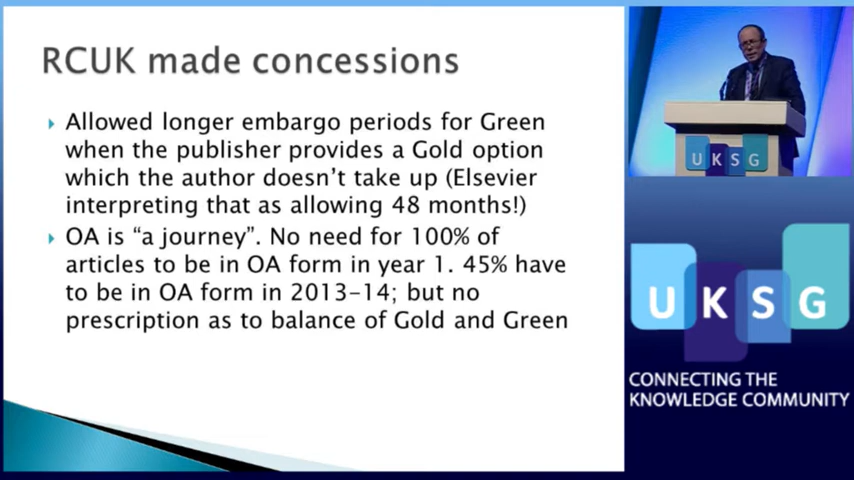 RCUK made concessions
Allowed longer embargo periods for Green
when the publisher provides a Gold option
which the author doesn't take up (Elsevier
interpreting that as allowing 48 months!)
OA is “a journey”. No need for 100% of
articles to be in OA form in year 1. 45% have
to be in OA form in 2013-14; but no
prescription as to balance of Gold and Green
UKSG
UKSG
CONNECTING THE
KNOWLEDGE COMMUNITY